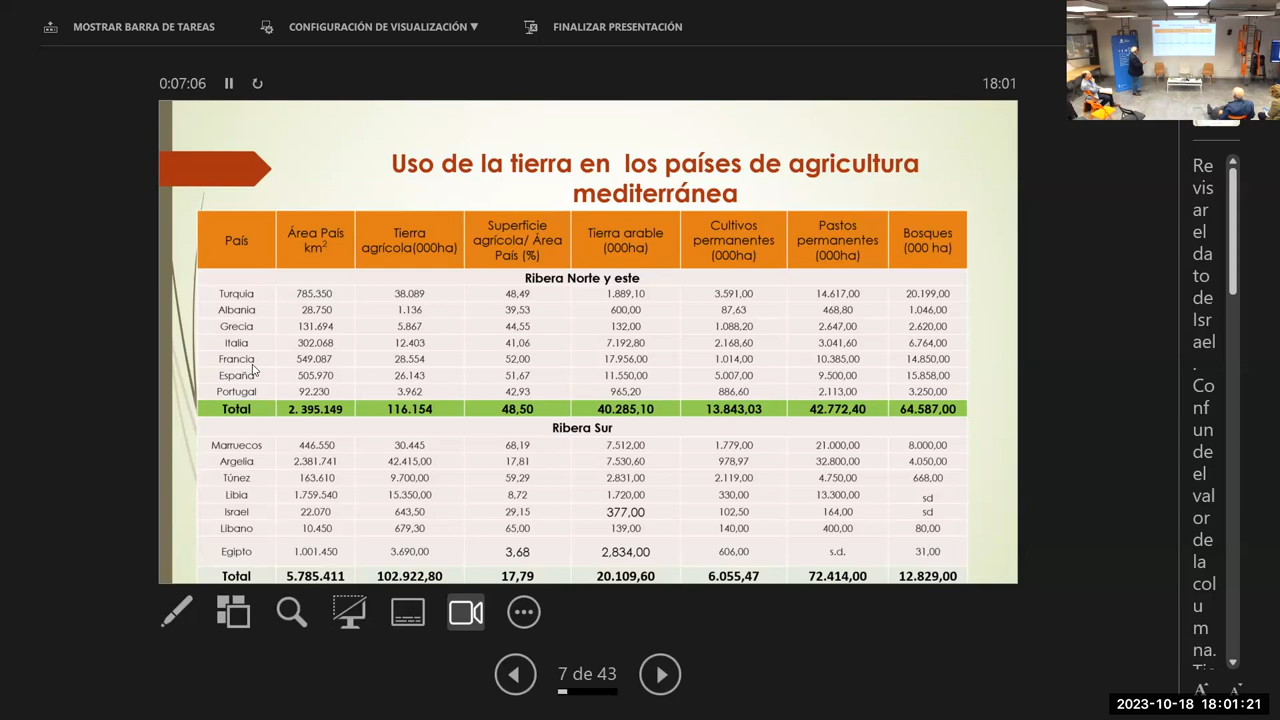 MOSTRAR BARRA DE TAREAS CONFIGURACIÓN DE VISUALIZACIÓN ▼ FINALIZAR PRESENTACIÓN
0:07:06 18:01
Uso de la tierra en los países de agricultura
mediterránea
País Área País km² Tierra agrícola(000ha) Superficie agrícola/ Área País (%) Tierra arable (000ha) Cultivos permanentes (000ha) Pastos permanentes (000ha) Bosques (000 ha)
Ribera Norte y este
Turquia 785.350 38.089 48,49 1.889,10 3.591,00 14.617,00 20.199,00
Albania 28.750 1.136 39,53 600,00 87,63 468,80 1.046,00
Grecia 131.694 5.867 44,55 132,00 1.088,20 2.647,00 2.620,00
Italia 302.068 12.403 41,06 7.192,80 2.168,60 3.041,60 6.764,00
Francia 549.087 28.554 52,00 17.956,00 1.014,00 10.385,00 14.850,00
España 505.970 26.143 51,67 11.550,00 5.007,00 9.500,00 15.858,00
Portugal 92.230 3.962 42,93 965,20 886,60 2.113,00 3.250,00
Total 2. 395.149 116.154 48,50 40.285,10 13.843,03 42.772,40 64.587,00
Ribera Sur
Marruecos 446.550 30.445 68,19 7.512,00 1.779,00 21.000,00 8.000,00
Argelia 2.381.741 42.415,00 17,81 7.530,60 978,97 32.800,00 4.050,00
Túnez 163.610 9.700,00 59,29 2.831,00 2.119,00 4.750,00 668,00
Libia 1.759.540 15.350,00 8,72 1.720,00 330,00 13.300,00 sd
Israel 22.070 643,50 29,15 377,00 102,50 164,00 sd
Libano 10.450 679,30 65,00 139,00 140,00 400,00 80,00
Egipto 1.001.450 3.690,00 3,68 2,834,00 606,00 s.d. 31,00
Total 5.785.411 102.922,80 17,79 20.109,60 6.055,47 72.414,00 12.829,00
7 de 43
Re
vis
ar
el
da
to
de
Isr
ael
.
Co
nf
un
de
el
val
or
de
la
col
u
m
na.
A A
2023-10-18 18:01:21